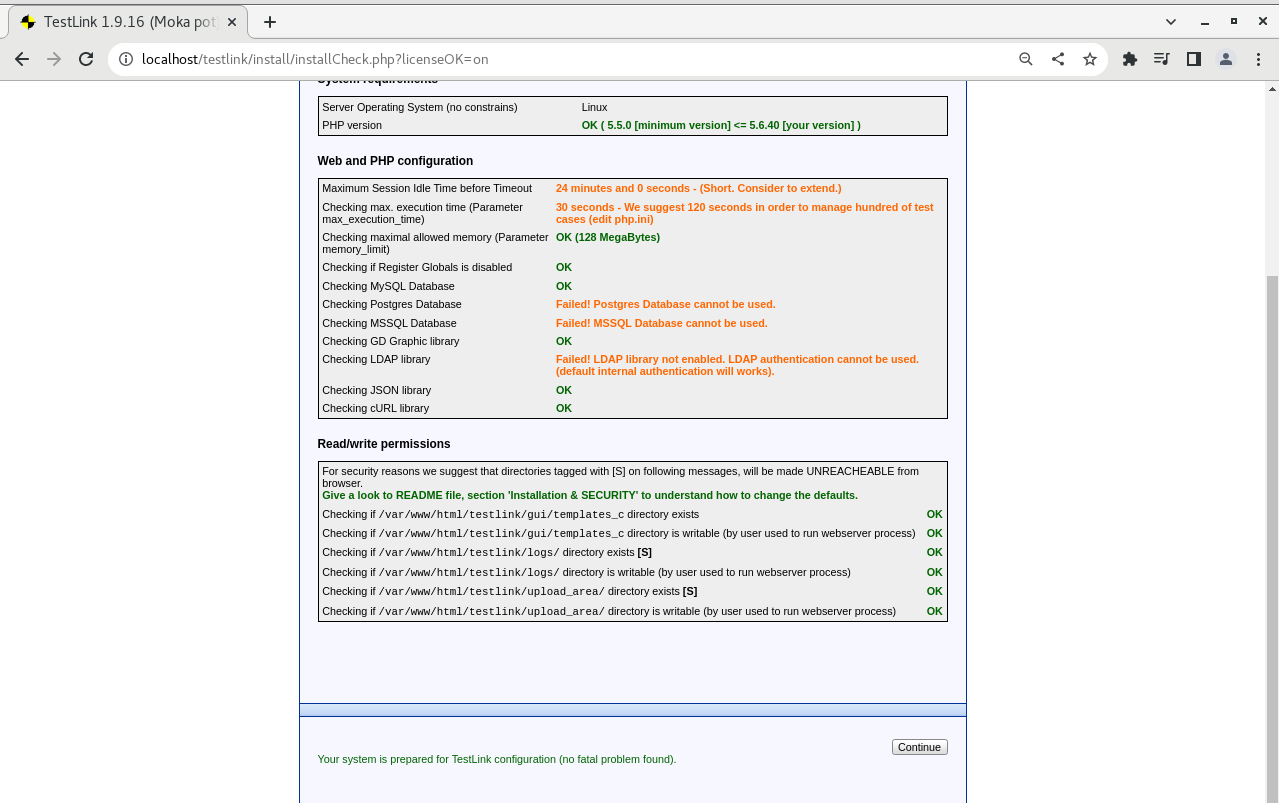 TestLink 1.9.16 (Moka pot)
localhost/testlink/install/installCheck.php?licenseOK=on
System requirements
Server Operating System (no constrains) Linux
PHP version OK ( 5.5.0 [minimum version] <= 5.6.40 [your version] )
Web and PHP configuration
Maximum Session Idle Time before Timeout 24 minutes and 0 seconds - (Short. Consider to extend.)
Checking max. execution time (Parameter 30 seconds - We suggest 120 seconds in order to manage hundred of test
max_execution_time) cases (edit php.ini)
Checking maximal allowed memory (Parameter OK (128 MegaBytes)
memory_limit)
Checking if Register Globals is disabled OK
Checking MySQL Database OK
Checking Postgres Database Failed! Postgres Database cannot be used.
Checking MSSQL Database Failed! MSSQL Database cannot be used.
Checking GD Graphic library OK
Checking LDAP library Failed! LDAP library not enabled. LDAP authentication cannot be used.
(default internal authentication will works).
Checking JSON library OK
Checking cURL library OK
Read/write permissions
For security reasons we suggest that directories tagged with [S] on following messages, will be made UNREACHEABLE from
browser.
Give a look to README file, section 'Installation & SECURITY' to understand how to change the defaults.
Checking if /var/www/html/testlink/gui/templates_c directory exists OK
Checking if /var/www/html/testlink/gui/templates_c directory is writable (by user used to run webserver process) OK
Checking if /var/www/html/testlink/logs/ directory exists [S] OK
Checking if /var/www/html/testlink/logs/ directory is writable (by user used to run webserver process) OK
Checking if /var/www/html/testlink/upload_area/ directory exists [S] OK
Checking if /var/www/html/testlink/upload_area/ directory is writable (by user used to run webserver process) OK
Continue
Your system is prepared for TestLink configuration (no fatal problem found).